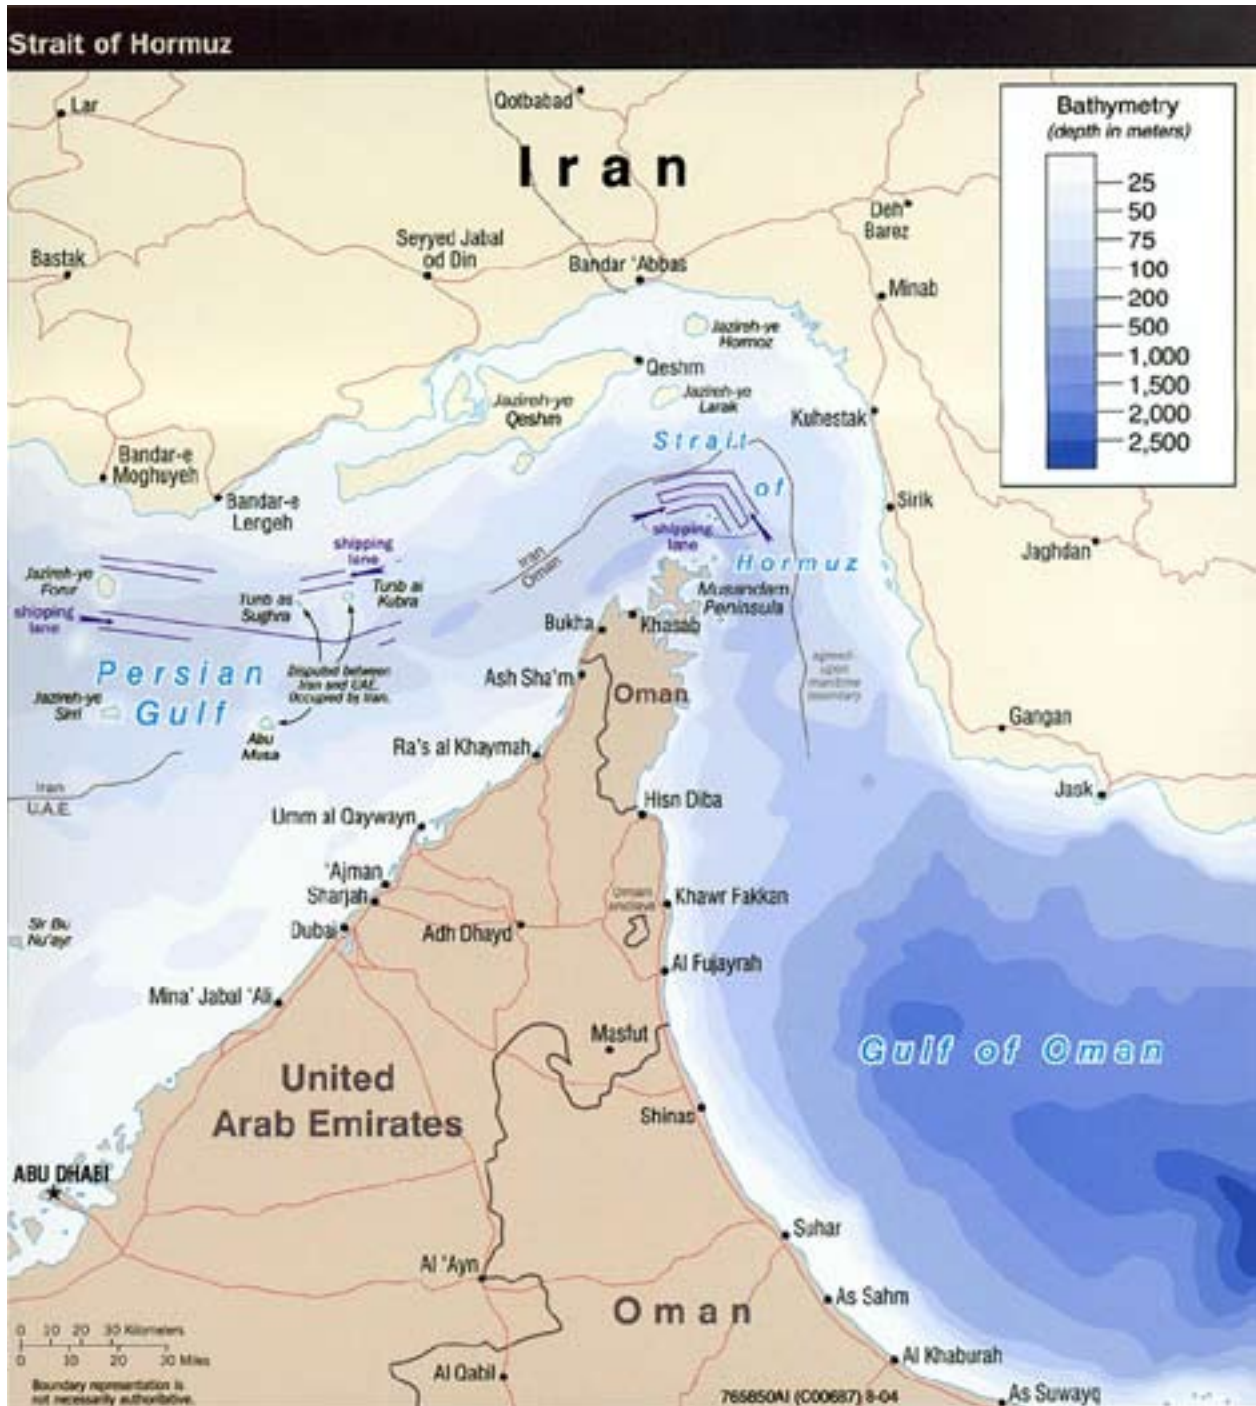 Strait of Hormuz
Lar
Qotbabad
Iran
Bathymetry
(depth in meters)
25
50
75
100
200
500
1,000
1,500
2,000
2,500
Deh
Barez
Bastak
Seyyed Jabal
od Din
Bandar 'Abbas
Minab
Jazireh-ye
Hormoz
Qeshm
Jazireh-ye
Larak
Jazireh-ye
Qeshm
Kuhestak
Strait
of
Hormuz
Bandar-e
Moghuyeh
Bandar-e
Lengeh
Sirik
Jaghdan
shipping
lane
shipping
lane
shipping
lane
Iran
Oman
Jazireh-ye
Forur
Tunb as
Sughra
Tunb al
Kubra
Musandam
Peninsula
Bukha
Khasab
Persian
Gulf
Disputed between
Iran and UAE.
Occupied by Iran.
Ash Sha'm
Oman
agreed-
upon
maritime
boundary
Jazireh-ye
Sirri
Abu
Musa
Gangan
Ra's al Khaymah
Iran
U.A.E.
Hisn Diba
Jask
Umm al Qaywayn
'Ajman
Sharjah
Dubai
Adh Dhayd
Omani
enclave
Khawr Fakkan
Sir Bu
Nu'ayr
Al Fujayrah
Mina' Jabal 'Ali
Masfut
Gulf of Oman
United
Arab Emirates
Shinas
ABU DHABI
Suhar
Al 'Ayn
Oman
As Sahm
0 10 20 30 Kilometers
0 10 20 30 Miles
Al Qabil
Al Khaburah
Boundary representation is
not necessarily authoritative.
765850AI (C00687) 8-04
As Suwayq